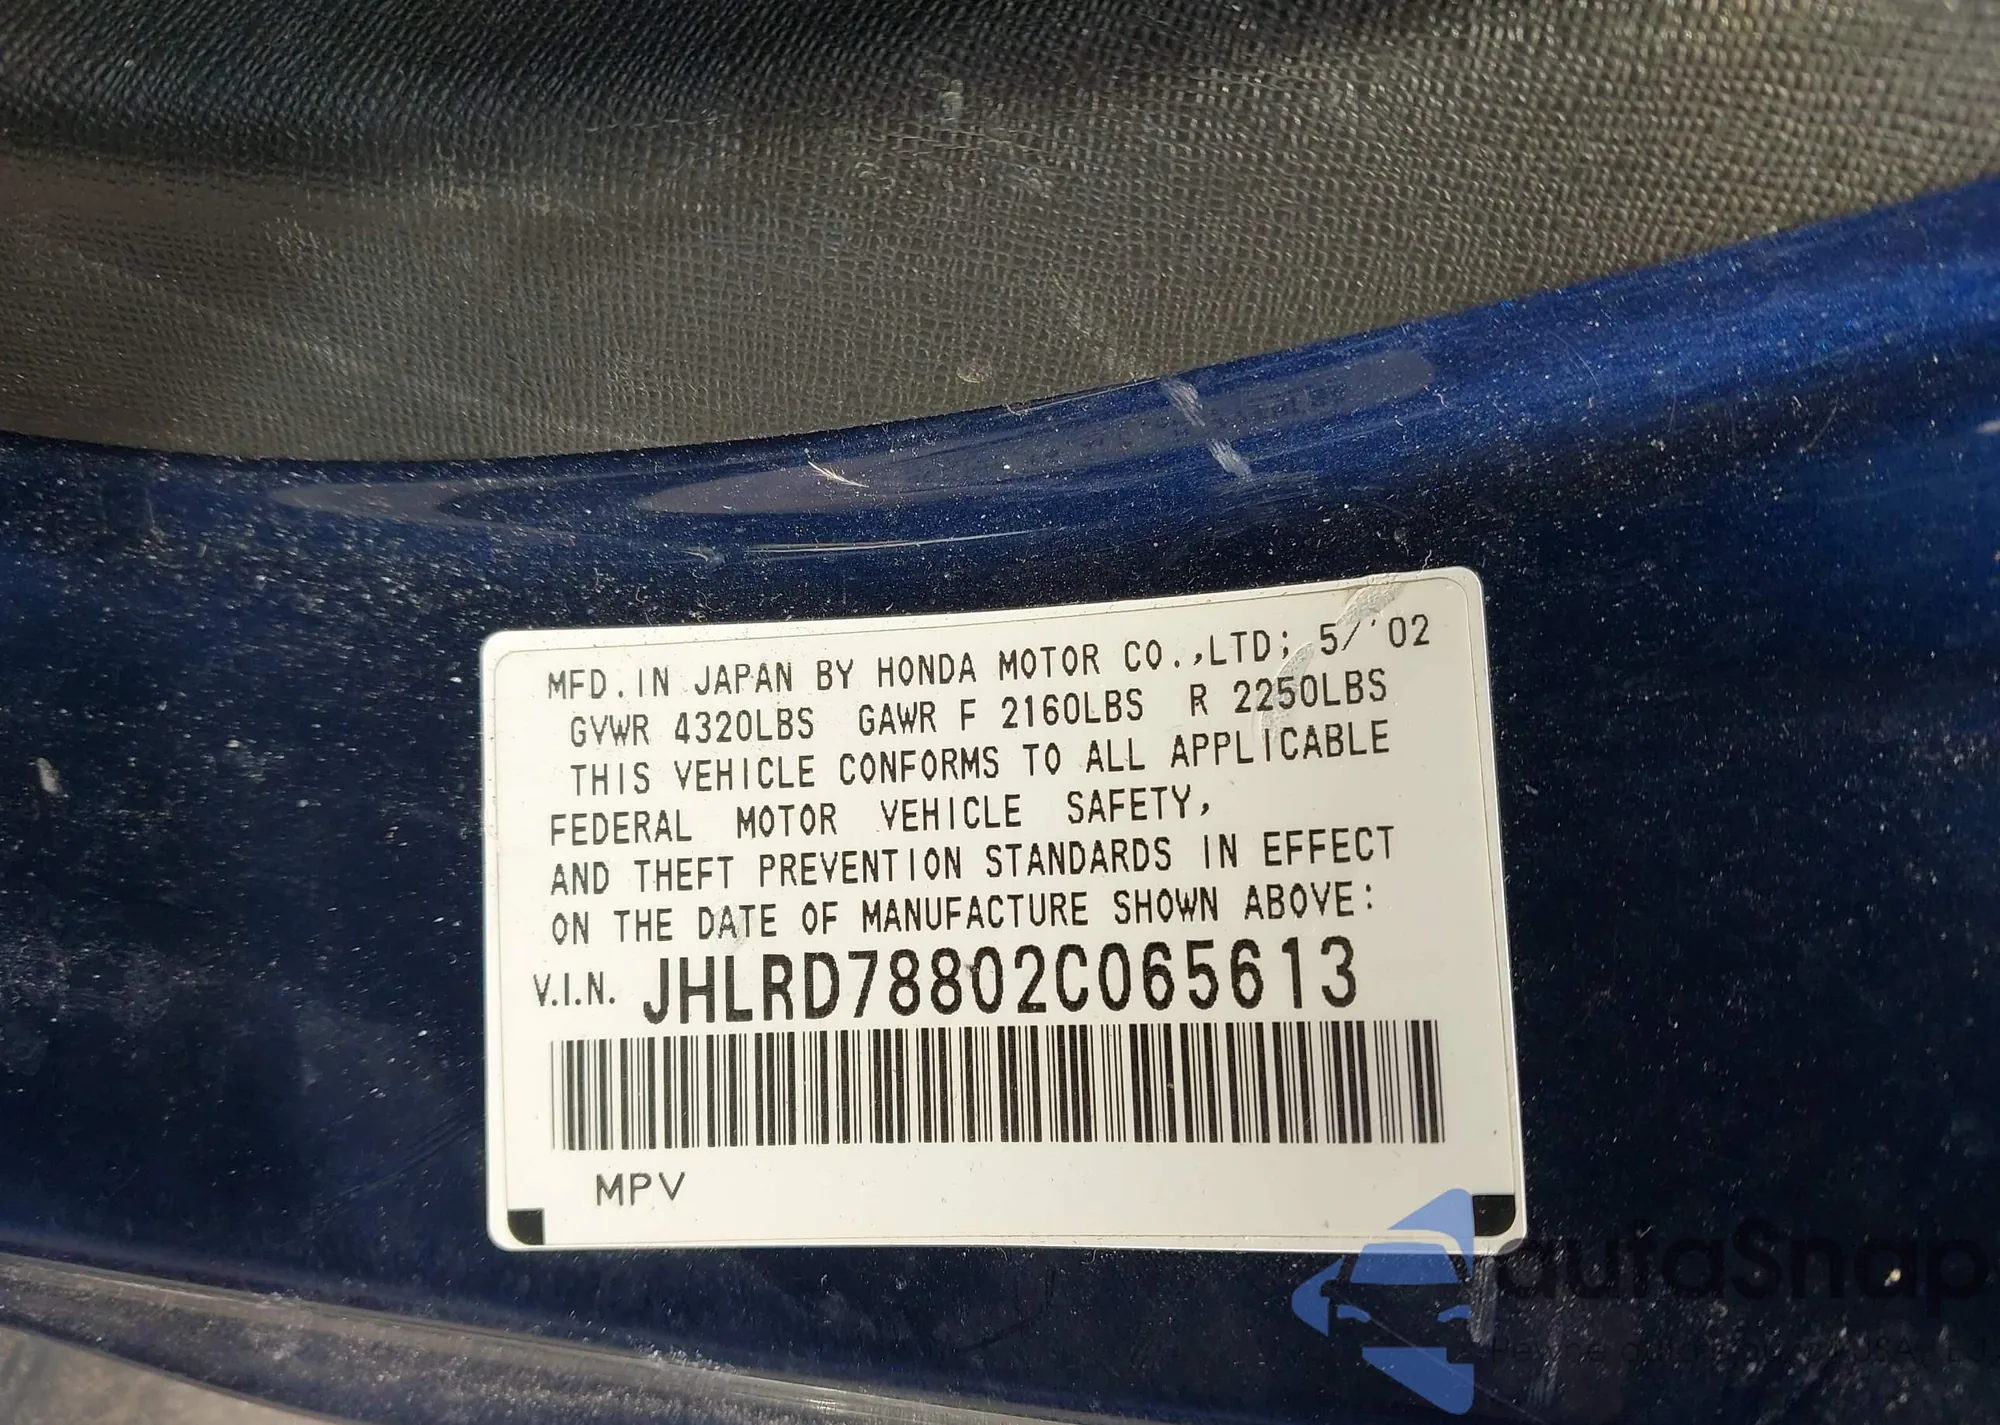 MFD. IN JAPAN BY HONDA MOTOR CO.,LTD; 5/'02
GVWR 4320LBS GAWR F 2160LBS R 2250LBS
THIS VEHICLE CONFORMS TO ALL APPLICABLE
FEDERAL MOTOR VEHICLE SAFETY,
AND THEFT PREVENTION STANDARDS IN EFFECT
ON THE DATE OF MANUFACTURE SHOWN ABOVE:
V.I.N. JHLRD78802C065613
MPV
autaSnap